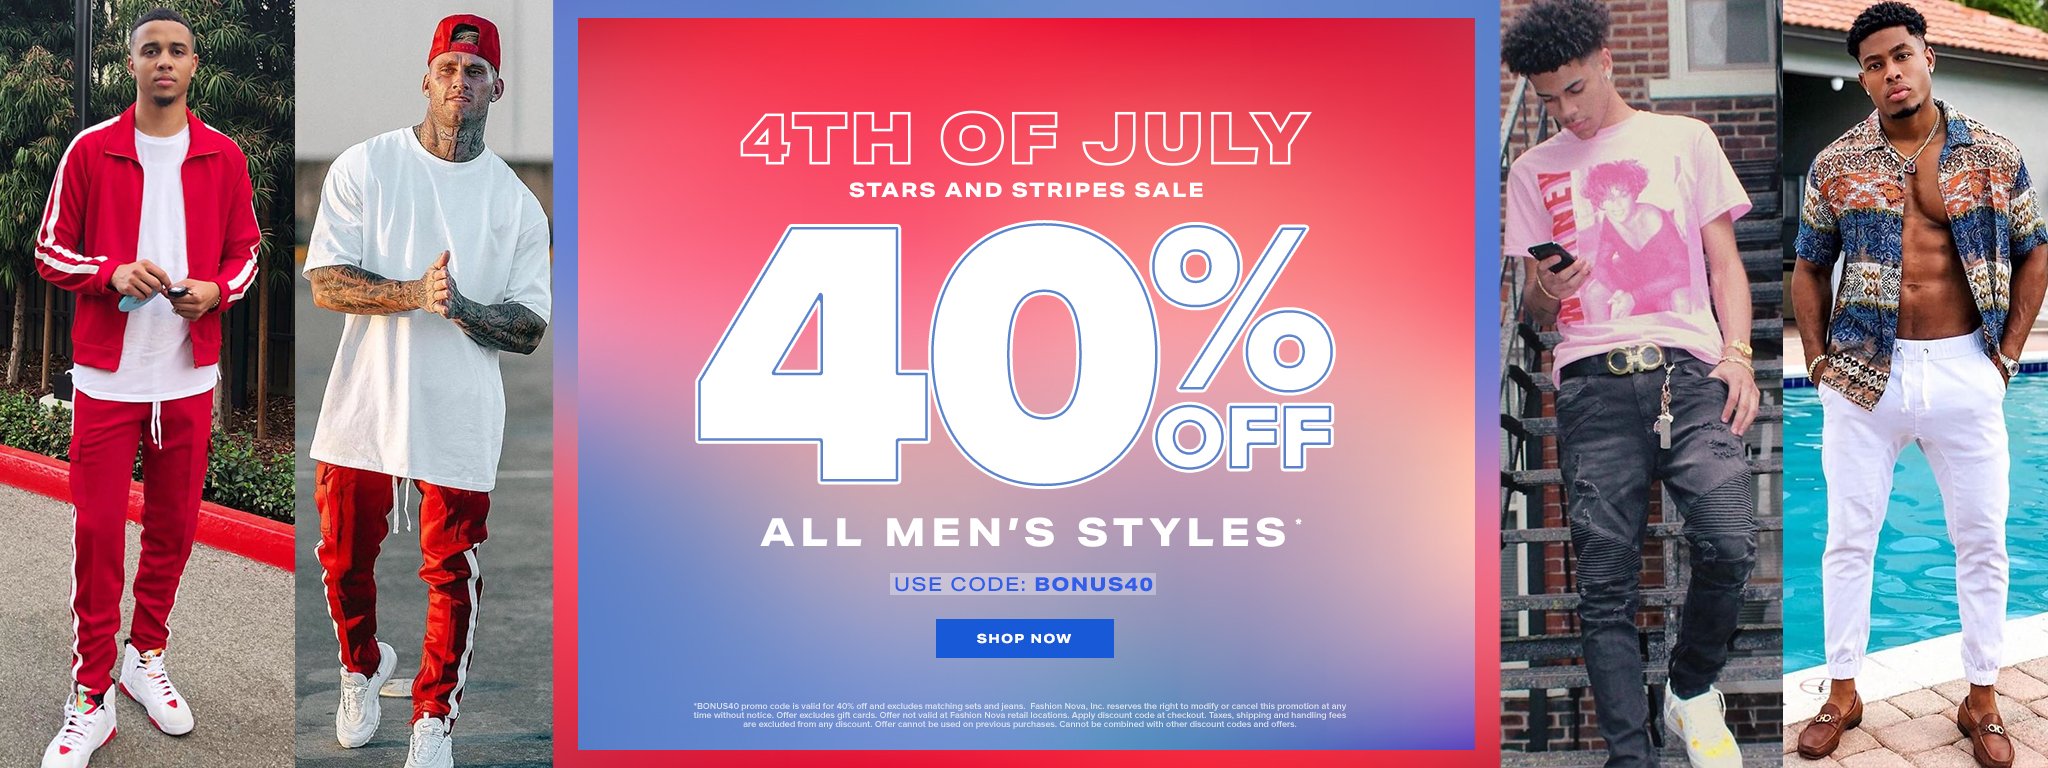 4TH OF JULY
STARS AND STRIPES SALE
40%
OFF
ALL MEN'S STYLES*
USE CODE: BONUS40
SHOP NOW
*BONUS40 promo code is valid for 40% off and excludes matching sets and jeans. Fashion Nova, Inc. reserves the right to modify or cancel this promotion at any
time without notice. Offer excludes gift cards. Offer not valid at Fashion Nova retail locations. Apply discount code at checkout. Taxes, shipping and handling fees
are excluded from any discount. Offer cannot be used on previous purchases. Cannot be combined with other discount codes and offers.